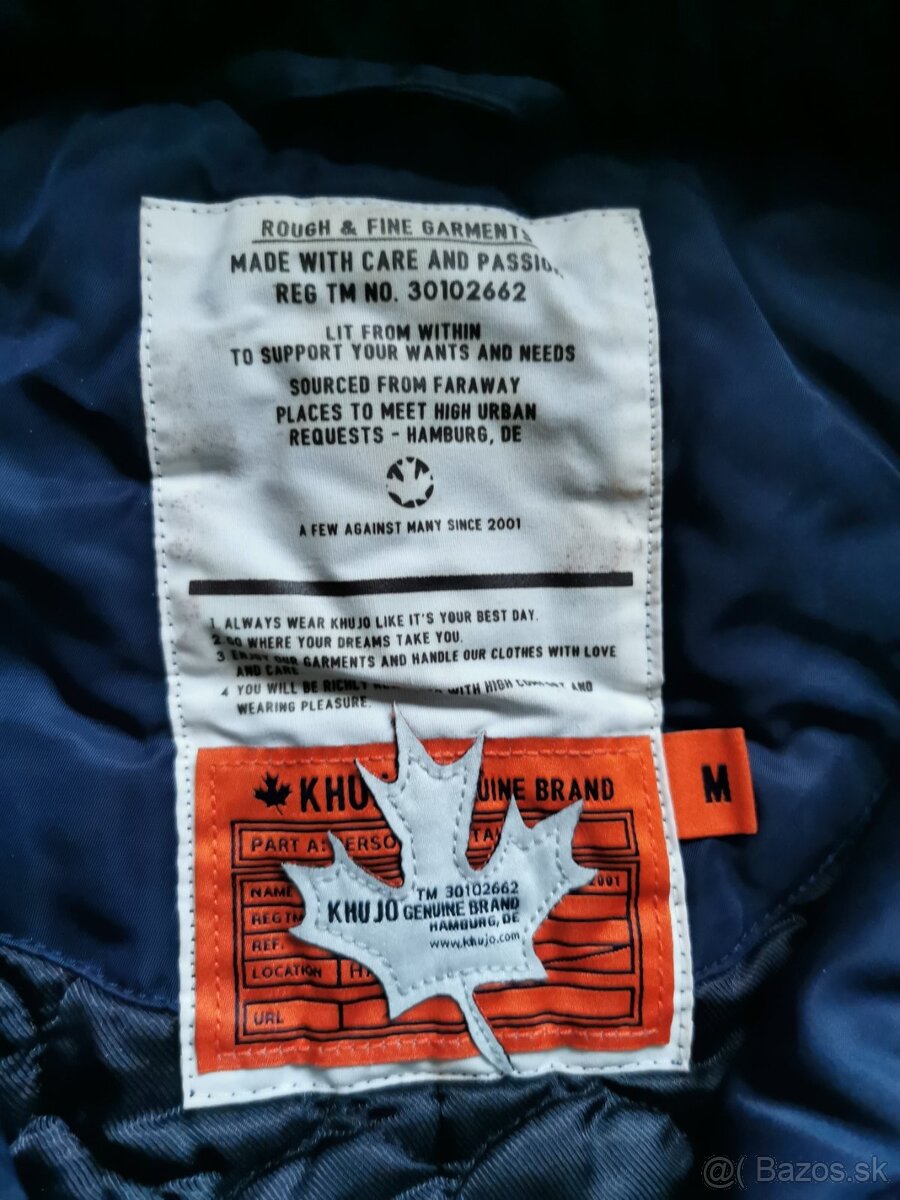 ROUGH & FINE GARMENTS
MADE WITH CARE AND PASSION
REG TM NO. 30102662
LIT FROM WITHIN
TO SUPPORT YOUR WANTS AND NEEDS
SOURCED FROM FARAWAY
PLACES TO MEET HIGH URBAN
REQUESTS - HAMBURG, DE
A FEW AGAINST MANY SINCE 2001
1. ALWAYS WEAR KHUJO LIKE IT'S YOUR BEST DAY.
2. GO WHERE YOUR DREAMS TAKE YOU.
3 ENJOY OUR GARMENTS AND HANDLE OUR CLOTHES WITH LOVE
AND CARE
4 YOU WILL BE RICHLY WITH HIGH COMFORT AND
WEARING PLEASURE.
KHUJO GENUINE BRAND
M
PART A:
NAME 2001
REG TM
REF.
LOCATION
URL
TM 30102662
KHUJO GENUINE BRAND
HAMBURG, DE
www.khujo.com
@( Bazos.sk